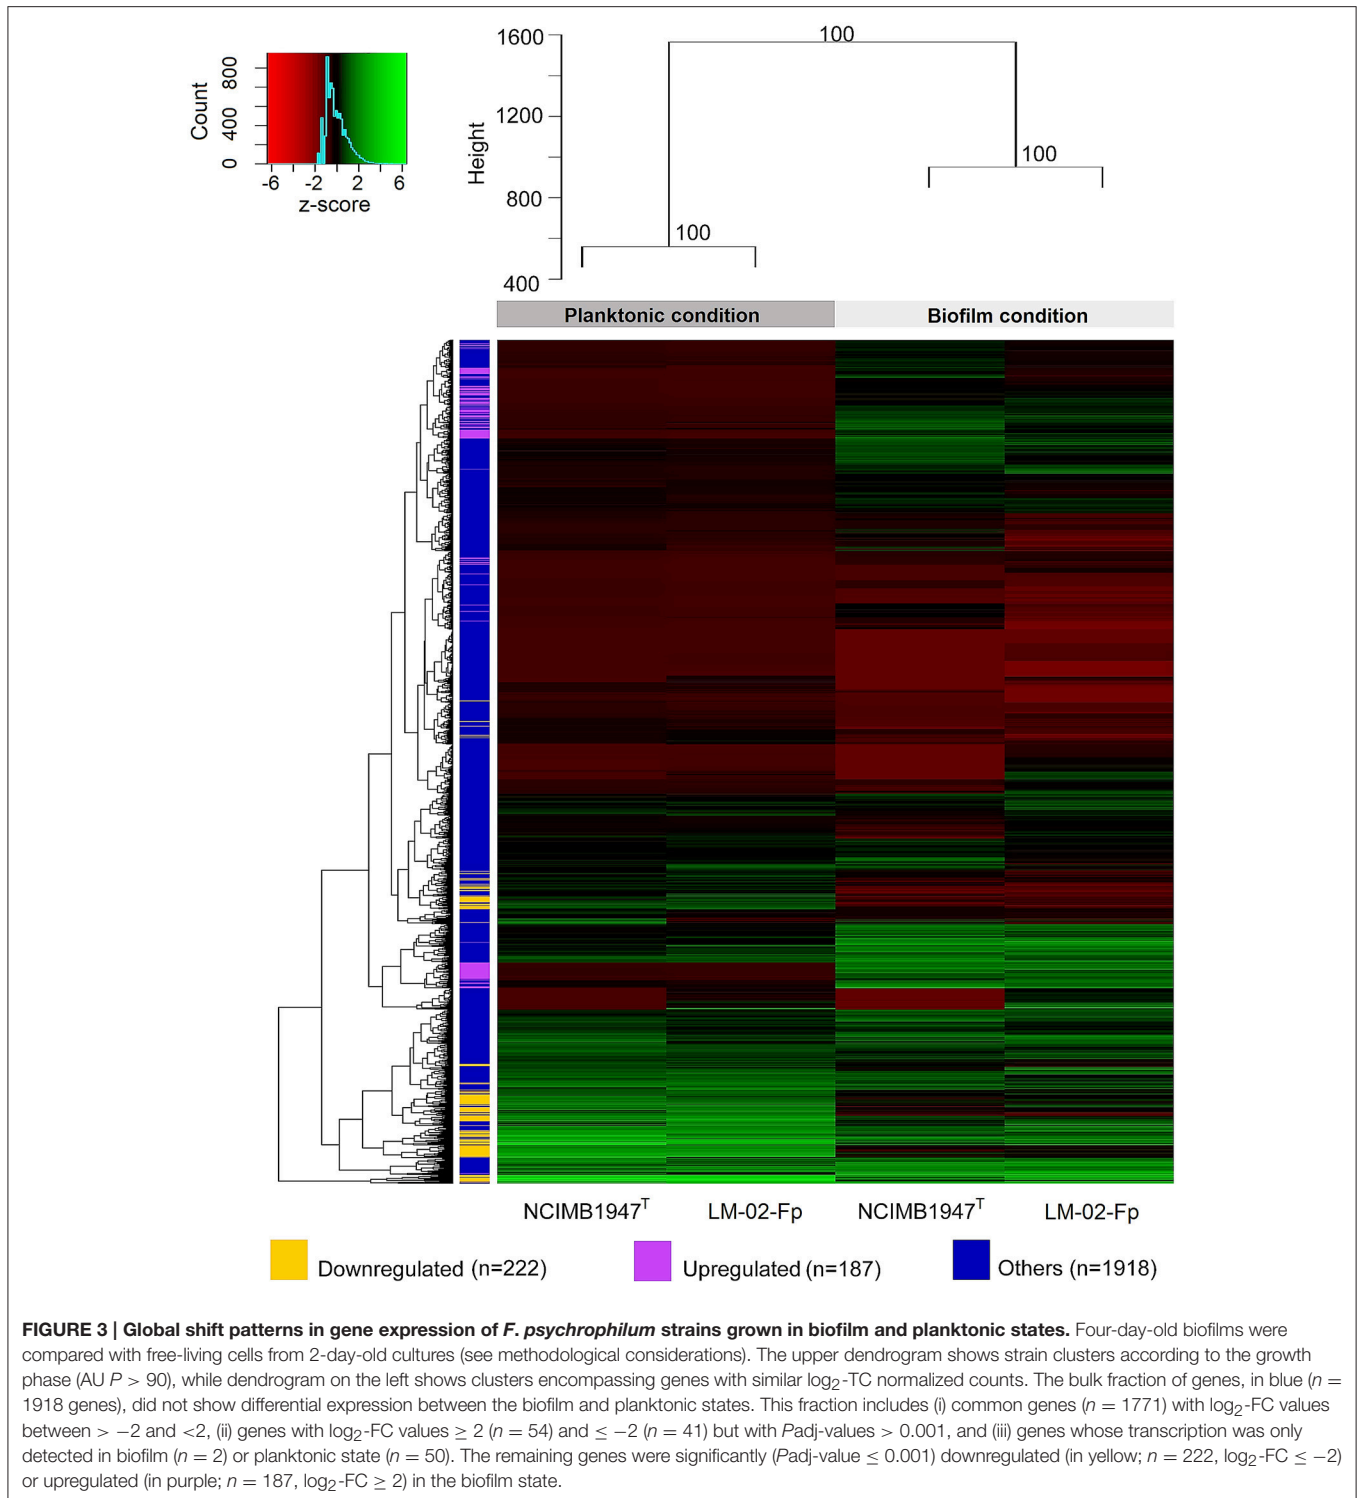 1600
100
800
Count
400
0
-6 -2 2 6
z-score
Height
1200
100
800
100
400
Planktonic condition
Biofilm condition
NCIMB1947ᵀ LM-02-Fp NCIMB1947ᵀ LM-02-Fp
Downregulated (n=222) Upregulated (n=187) Others (n=1918)
FIGURE 3 | Global shift patterns in gene expression of F. psychrophilum strains grown in biofilm and planktonic states. Four-day-old biofilms were
compared with free-living cells from 2-day-old cultures (see methodological considerations). The upper dendrogram shows strain clusters according to the growth
phase (AU P > 90), while dendrogram on the left shows clusters encompassing genes with similar log₂-TC normalized counts. The bulk fraction of genes, in blue (n =
1918 genes), did not show differential expression between the biofilm and planktonic states. This fraction includes (i) common genes (n = 1771) with log₂-FC values
between > −2 and <2, (ii) genes with log₂-FC values ≥ 2 (n = 54) and ≤ −2 (n = 41) but with Padj-values > 0.001, and (iii) genes whose transcription was only
detected in biofilm (n = 2) or planktonic state (n = 50). The remaining genes were significantly (Padj-value ≤ 0.001) downregulated (in yellow; n = 222, log₂-FC ≤ −2)
or upregulated (in purple; n = 187, log₂-FC ≥ 2) in the biofilm state.